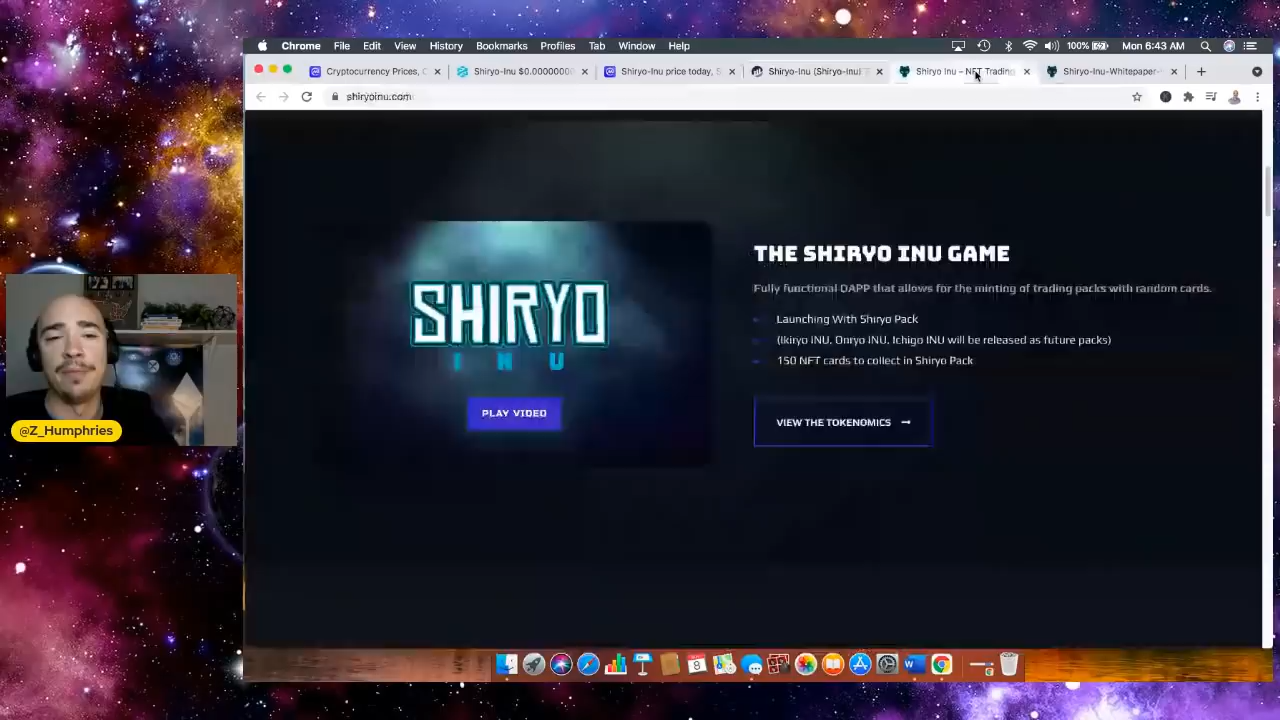 Chrome File Edit View History Bookmarks Profiles Tab Window Help 100% Mon 6:43 AM
Cryptocurrency Prices, C
Shiryo-Inu $0.0000000
Shiryo-Inu price today, S
Shiryo-Inu (Shiryo-Inu)
Shiryo Inu – NFT Trading
Shiryo-Inu-Whitepaper-
shiryoinu.com
SHIRYO
INU
PLAY VIDEO
THE SHIRYO INU GAME
Fully functional DAPP that allows for the minting of trading packs with random cards.
Launching With Shiryo Pack
(Ikiryo INU, Onryo INU, Ichigo INU will be released as future packs)
150 NFT cards to collect in Shiryo Pack
VIEW THE TOKENOMICS →
@Z_Humphries